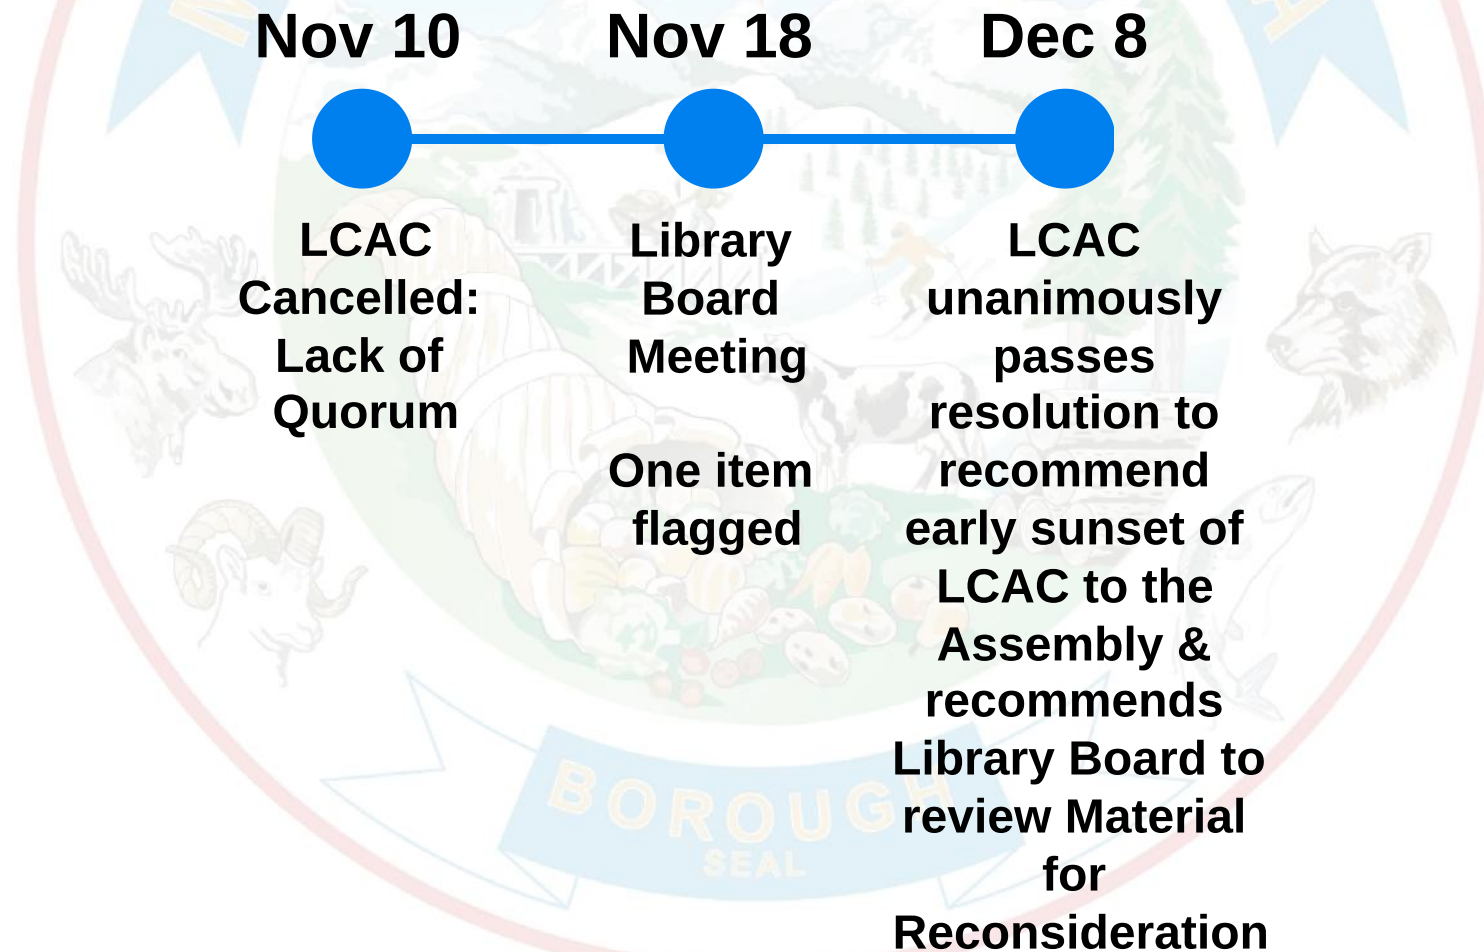 Nov 10
Nov 18
Dec 8
LCAC
Cancelled:
Lack of
Quorum
Library
Board
Meeting
One item
flagged
LCAC
unanimously
passes
resolution to
recommend
early sunset of
LCAC to the
Assembly &
recommends
Library Board to
review Material
for
Reconsideration
BOROUGH
SEAL